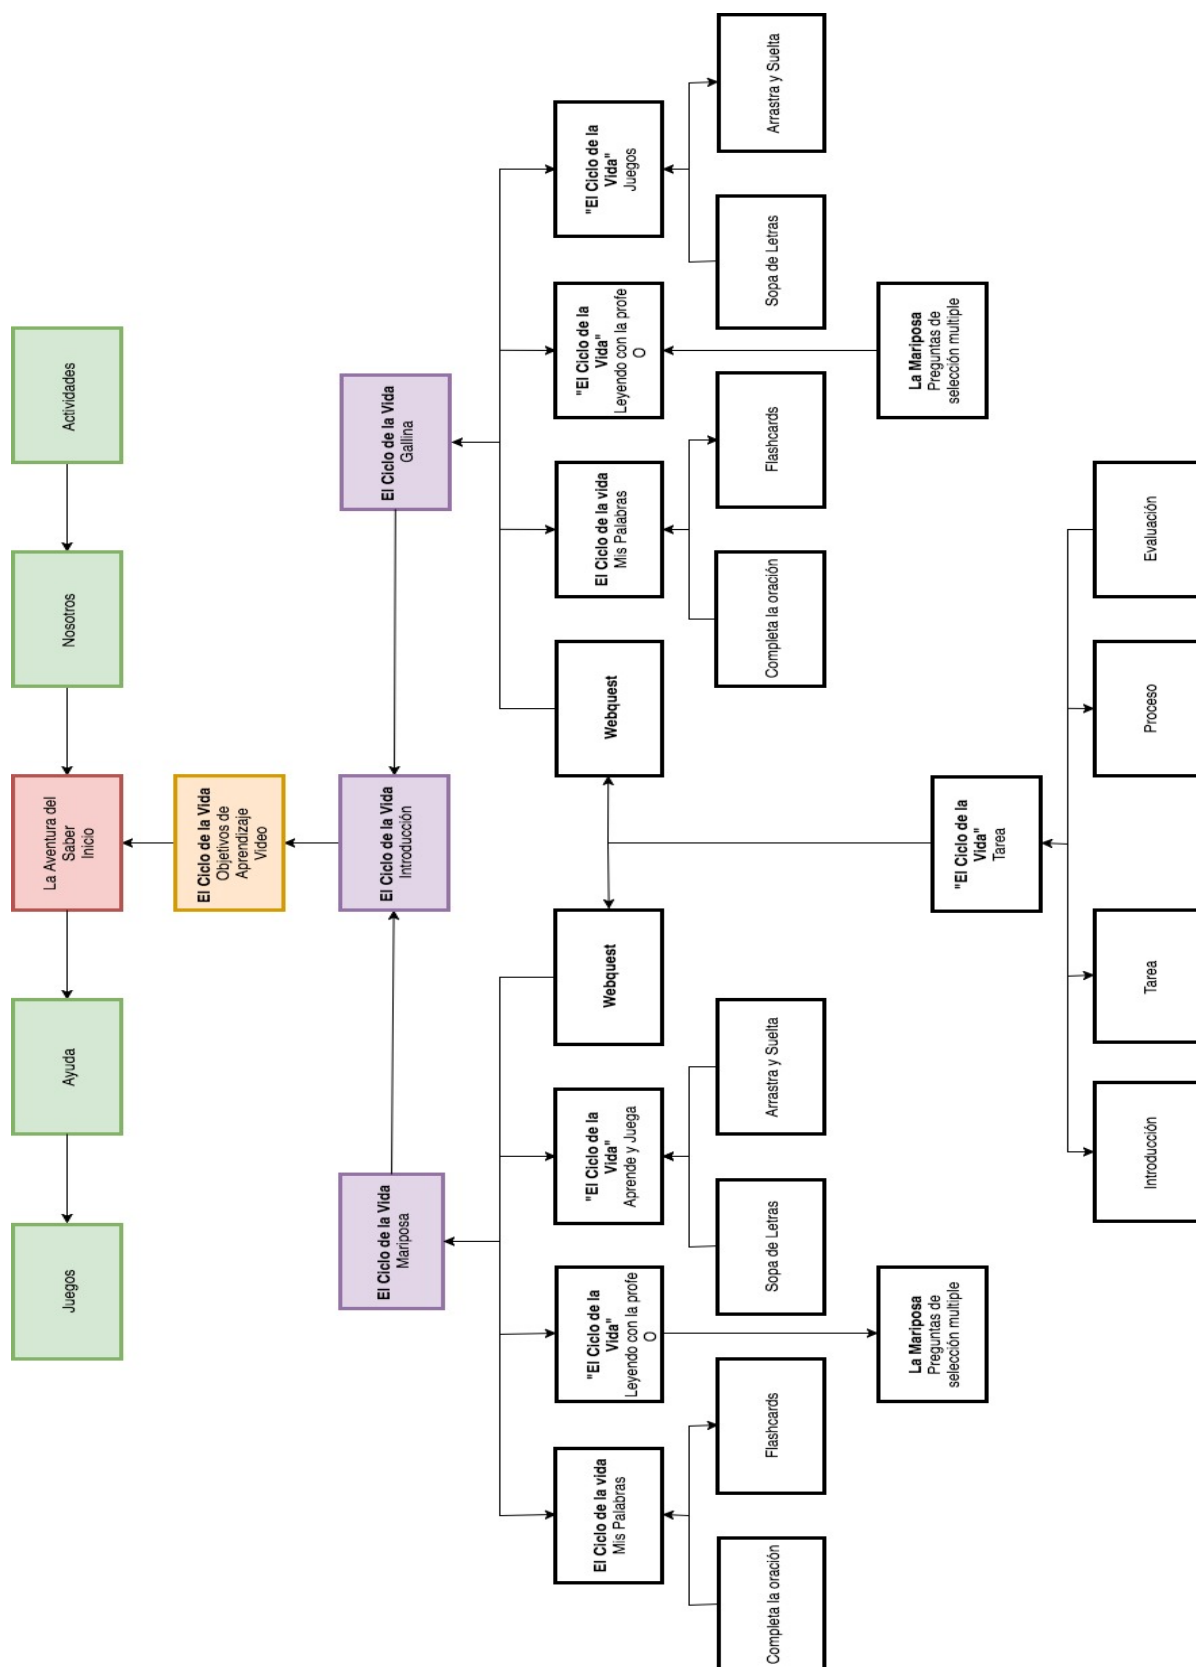 Juegos
Ayuda
La Aventura del
Saber
Inicio
Nosotros
Actividades
El Ciclo de la Vida
Objetivos de
Aprendizaje
Video
El Ciclo de la Vida
Mariposa
El Ciclo de la Vida
Introducción
El Ciclo de la Vida
Gallina
El Ciclo de la vida
Mis Palabras
"El Ciclo de la
Vida"
Leyendo con la profe
O
"El Ciclo de la
Vida"
Aprende y Juega
Webquest
Webquest
El Ciclo de la vida
Mis Palabras
"El Ciclo de la
Vida"
Leyendo con la profe
O
"El Ciclo de la
Vida"
Juegos
Completa la oración
Flashcards
Sopa de Letras
Arrastra y Suelta
Completa la oración
Flashcards
Sopa de Letras
Arrastra y Suelta
La Mariposa
Preguntas de
selección multiple
La Mariposa
Preguntas de
selección multiple
"El Ciclo de la
Vida"
Tarea
Introducción
Tarea
Proceso
Evaluación